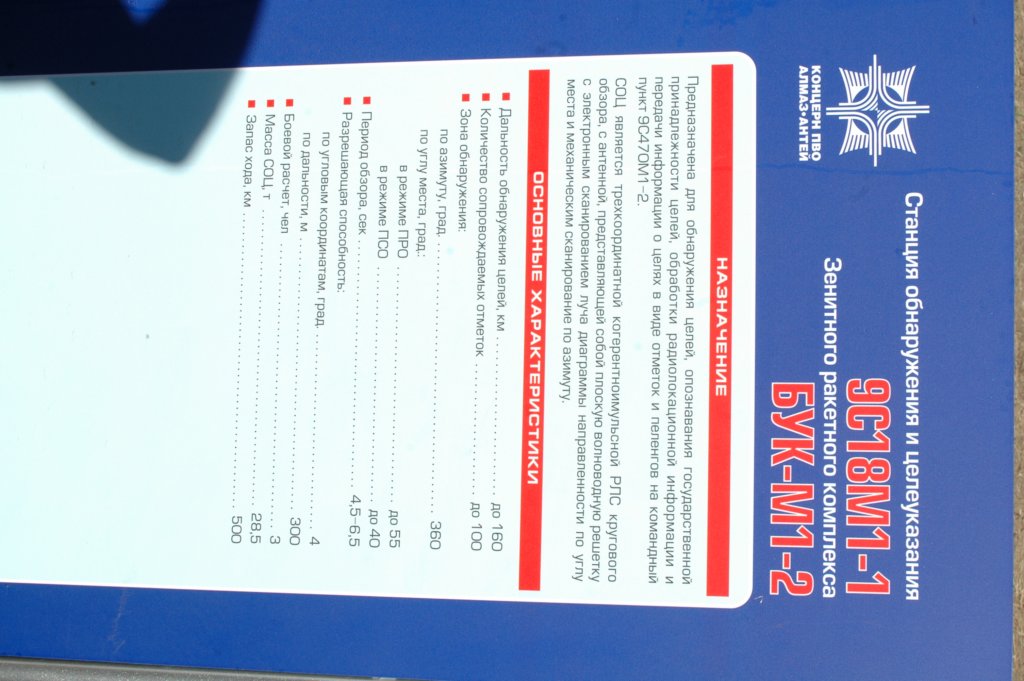 КОНЦЕРН ПВО
АЛМАЗ•АНТЕЙ
Станция обнаружения и целеуказания
9С18М1-1
Зенитного ракетного комплекса
БУК-М1-2
НАЗНАЧЕНИЕ
Предназначена для обнаружения целей, опознавания государственной
принадлежности целей, обработки радиолокационной информации и
передачи информации о целях в виде отметок и пеленгов на командный
пункт 9С470М1-2.
СОЦ является трехкоординатной когерентноимульсной РЛС кругового
обзора, с антенной, представляющей собой плоскую волноводную решетку
с электронным сканированием луча диаграммы направленности по углу
места и механическим сканирование по азимуту.
ОСНОВНЫЕ ХАРАКТЕРИСТИКИ
Дальность обнаружения целей, км ........ до 160
Количество сопровождаемых отметок ........ до 100
Зона обнаружения:
по азимуту, град. ........ 360
по углу места, град.:
в режиме ПРО ........ до 55
в режиме ПСО ........ до 40
Период обзора, сек ........ 4,5-6,5
Разрешающая способность:
по угловым координатам, град. ........ 4
по дальности, м ........ 300
Боевой расчет, чел ........ 3
Масса СОЦ, т ........ 28,5
Запас хода, км ........ 500